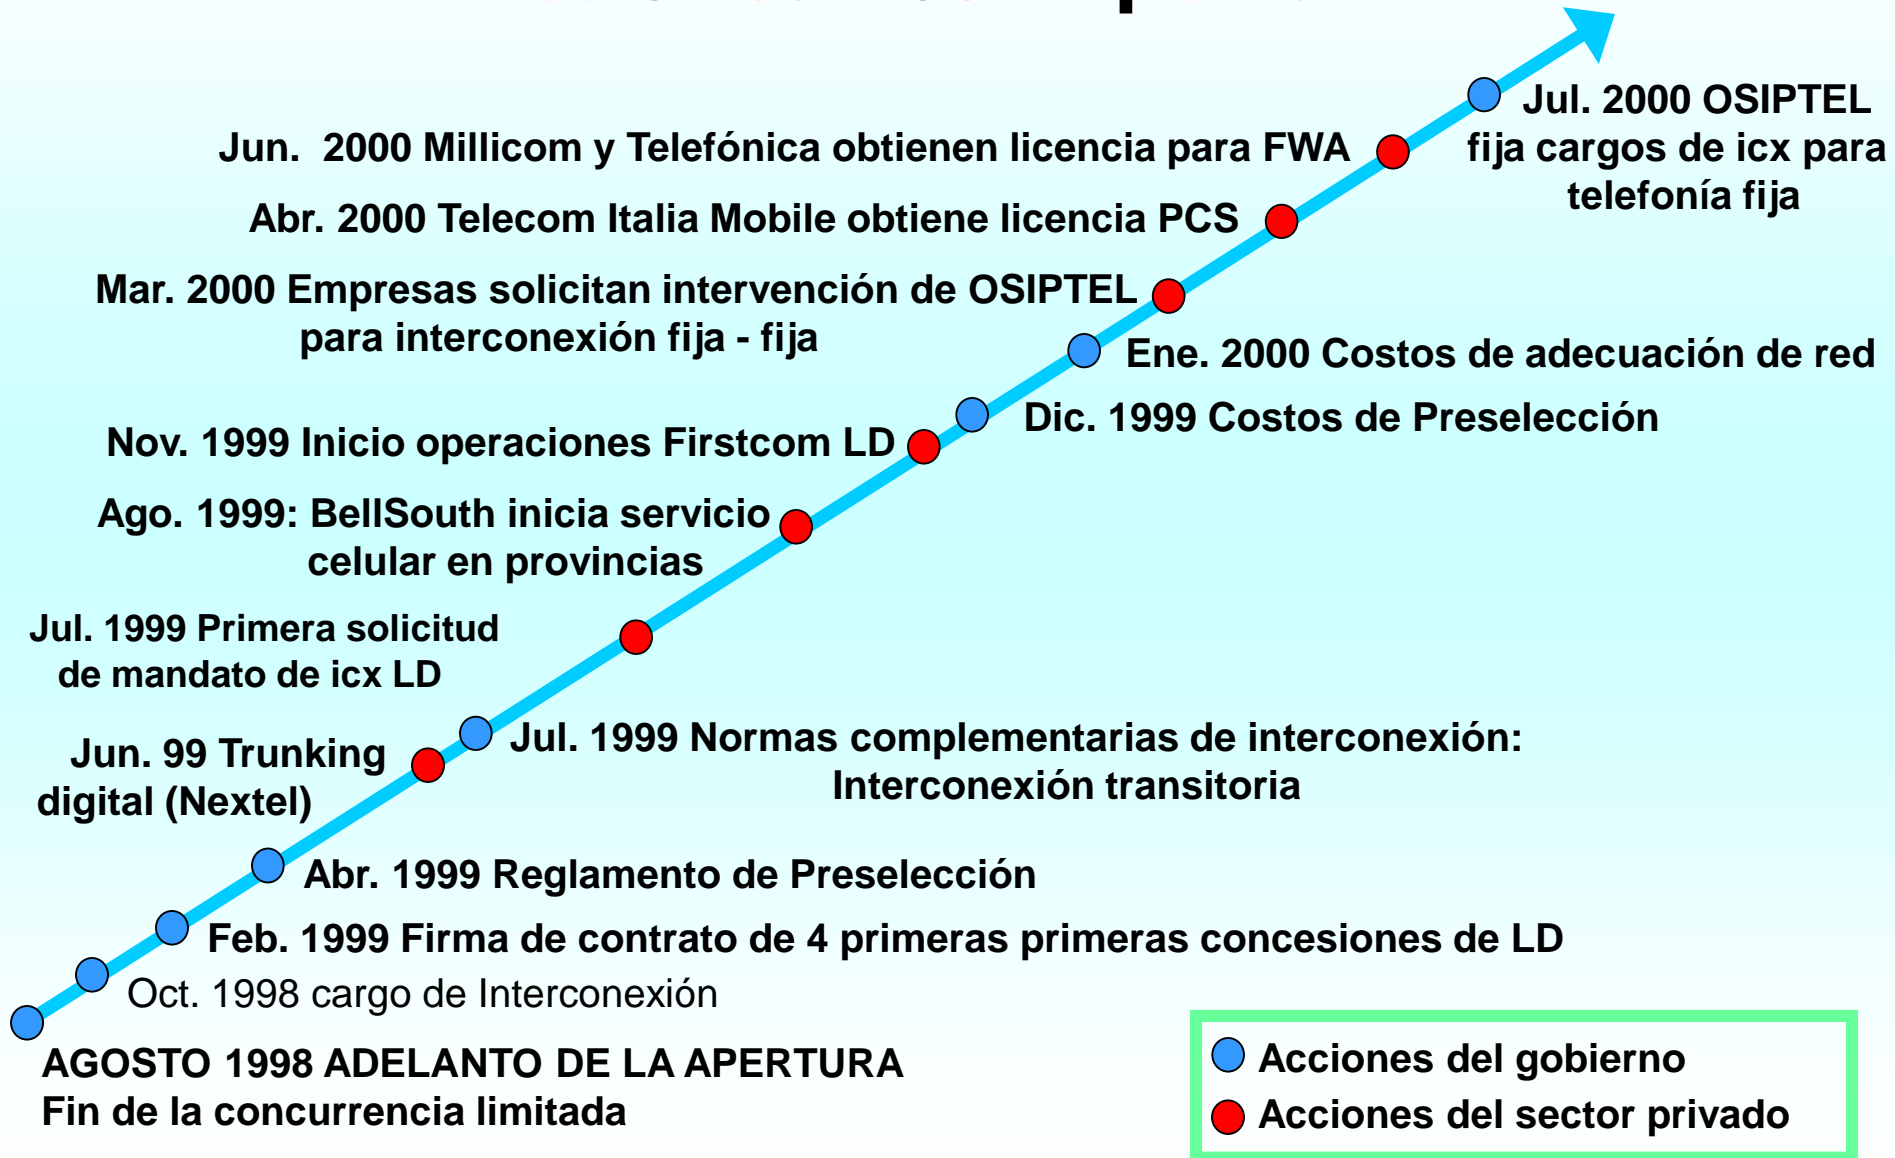 Jul. 2000 OSIPTEL
fija cargos de icx para
telefonía fija
Jun. 2000 Millicom y Telefónica obtienen licencia para FWA
Abr. 2000 Telecom Italia Mobile obtiene licencia PCS
Mar. 2000 Empresas solicitan intervención de OSIPTEL
para interconexión fija - fija
Ene. 2000 Costos de adecuación de red
Dic. 1999 Costos de Preselección
Nov. 1999 Inicio operaciones Firstcom LD
Ago. 1999: BellSouth inicia servicio
celular en provincias
Jul. 1999 Primera solicitud
de mandato de icx LD
Jul. 1999 Normas complementarias de interconexión:
Interconexión transitoria
Jun. 99 Trunking
digital (Nextel)
Abr. 1999 Reglamento de Preselección
Feb. 1999 Firma de contrato de 4 primeras primeras concesiones de LD
Oct. 1998 cargo de Interconexión
AGOSTO 1998 ADELANTO DE LA APERTURA
Fin de la concurrencia limitada
Acciones del gobierno
Acciones del sector privado